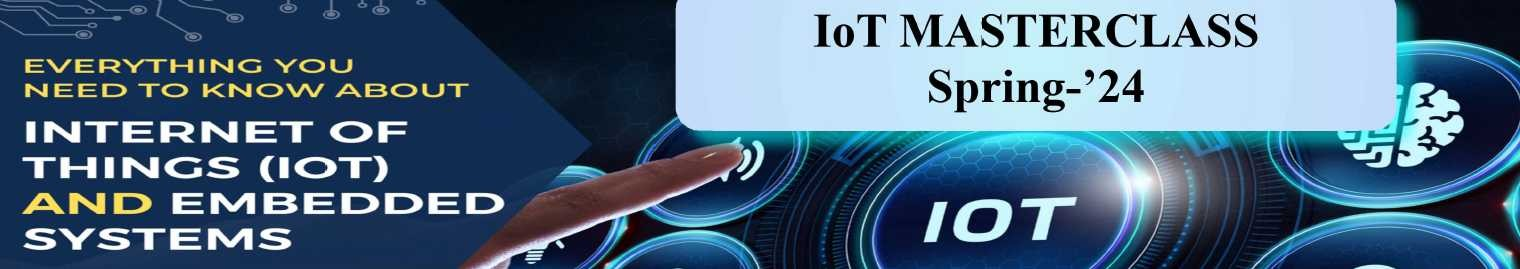 EVERYTHING YOU
NEED TO KNOW ABOUT
INTERNET OF
THINGS (IOT)
AND EMBEDDED
SYSTEMS
IoT MASTERCLASS
Spring-’24
IOT